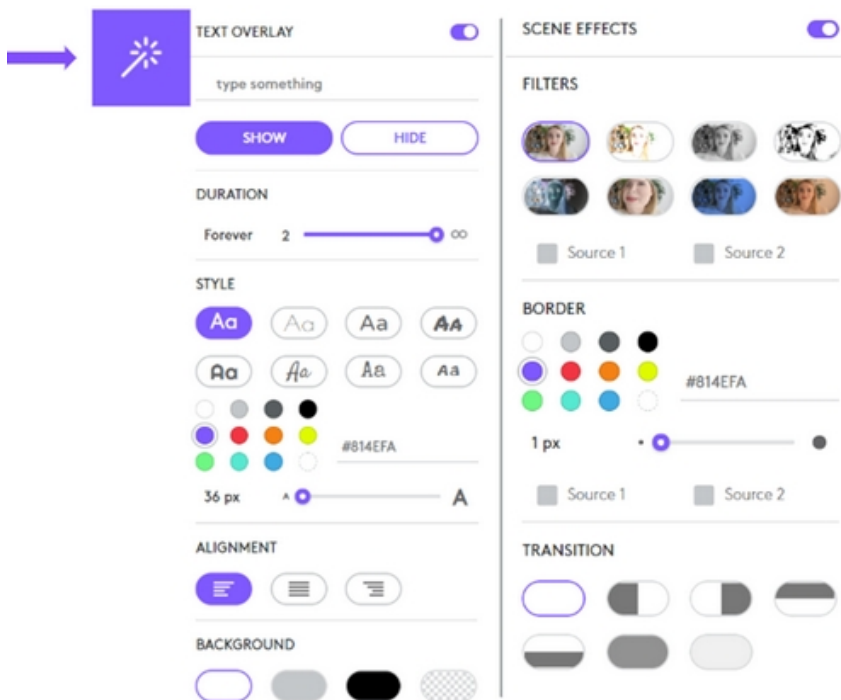 TEXT OVERLAY
type something
SHOW HIDE
DURATION
Forever 2 ∞
STYLE
Aa Aa Aa AA
Aa Aa Aa Aa
#814EFA
36 px A A
ALIGNMENT
BACKGROUND
SCENE EFFECTS
FILTERS
Source 1 Source 2
BORDER
#814EFA
1 px
Source 1 Source 2
TRANSITION